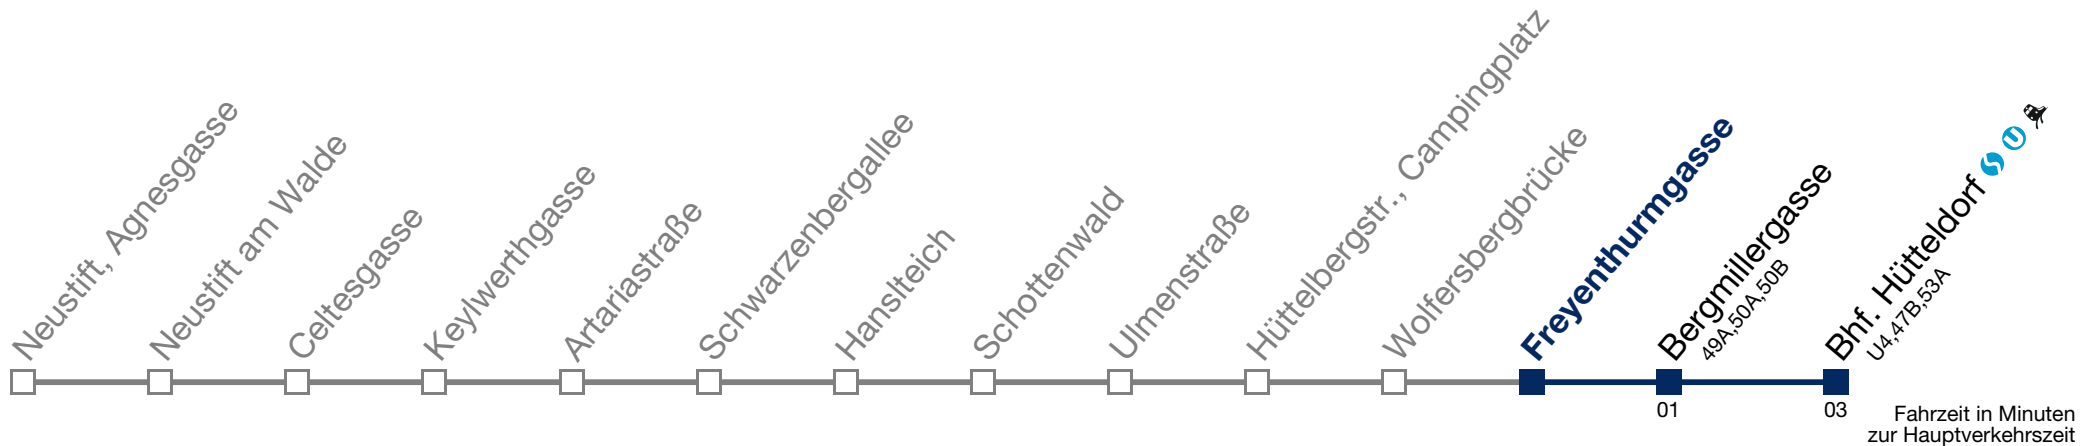 Neustift, Agnesgasse
Neustift am Walde
Celtesgasse
Keylwerthgasse
Artariastraße
Schwarzenbergallee
Hanslteich
Schottenwald
Ulmenstraße
Hüttelbergstr., Campingplatz
Wolfersbergbrücke
Freyenthurmgasse
Bergmillergasse
49A,50A,50B
Bhf. Hütteldorf S U
U4,47B,53A
01
03
Fahrzeit in Minuten
zur Hauptverkehrszeit